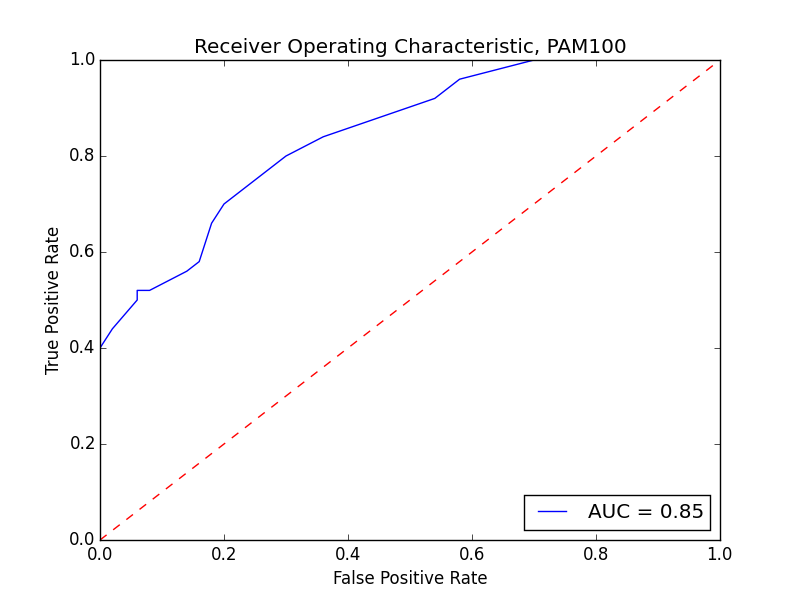 Receiver Operating Characteristic, PAM100
True Positive Rate
1.0
0.8
0.6
0.4
0.2
0.0
AUC = 0.85
0.0 0.2 0.4 0.6 0.8 1.0
False Positive Rate